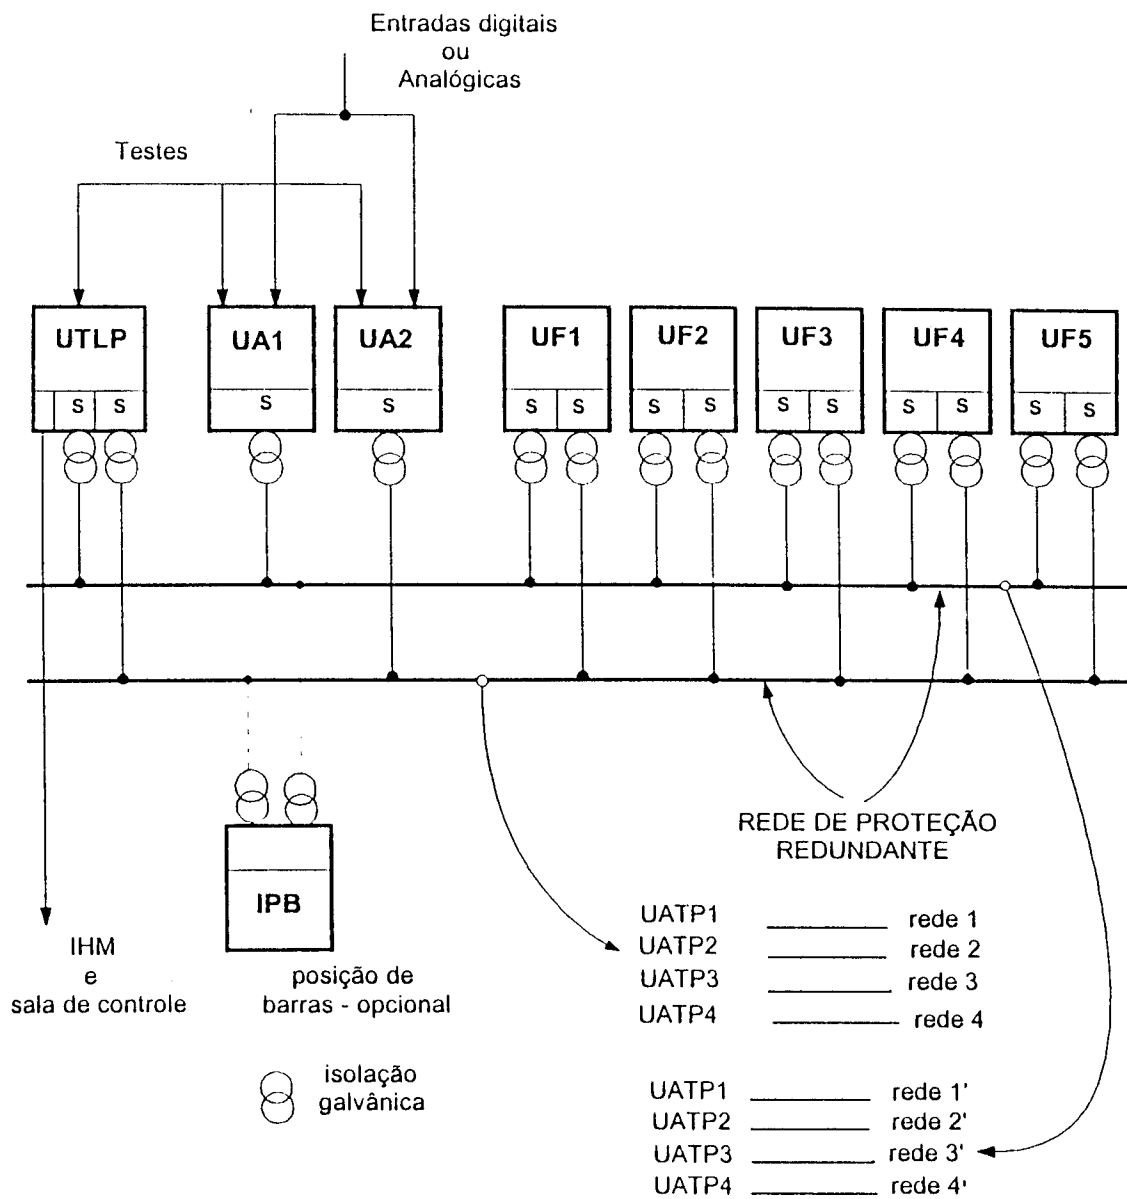 Entradas digitais
ou
Analógicas
Testes
UTLP
UA1
UA2
UF1
UF2
UF3
UF4
UF5
S S
S
S
S S
S S
S S
S S
S S
REDE DE PROTEÇÃO
REDUNDANTE
IPB
IHM
e
sala de controle
posição de
barras - opcional
isolação
galvânica
UATP1 rede 1
UATP2 rede 2
UATP3 rede 3
UATP4 rede 4
UATP1 rede 1'
UATP2 rede 2'
UATP3 rede 3'
UATP4 rede 4'